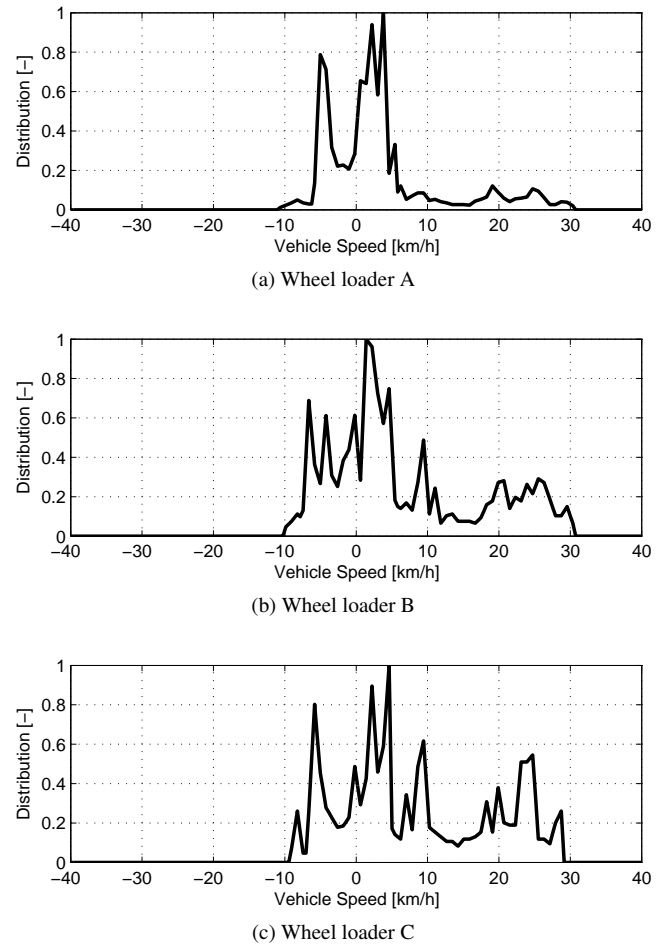 1
0.8
0.6
0.4
0.2
0
Distribution [−]
−40 −30 −20 −10 0 10 20 30 40
Vehicle Speed [km/h]
(a) Wheel loader A
1
0.8
0.6
0.4
0.2
0
Distribution [−]
−40 −30 −20 −10 0 10 20 30 40
Vehicle Speed [km/h]
(b) Wheel loader B
1
0.8
0.6
0.4
0.2
0
Distribution [−]
−40 −30 −20 −10 0 10 20 30 40
Vehicle Speed [km/h]
(c) Wheel loader C